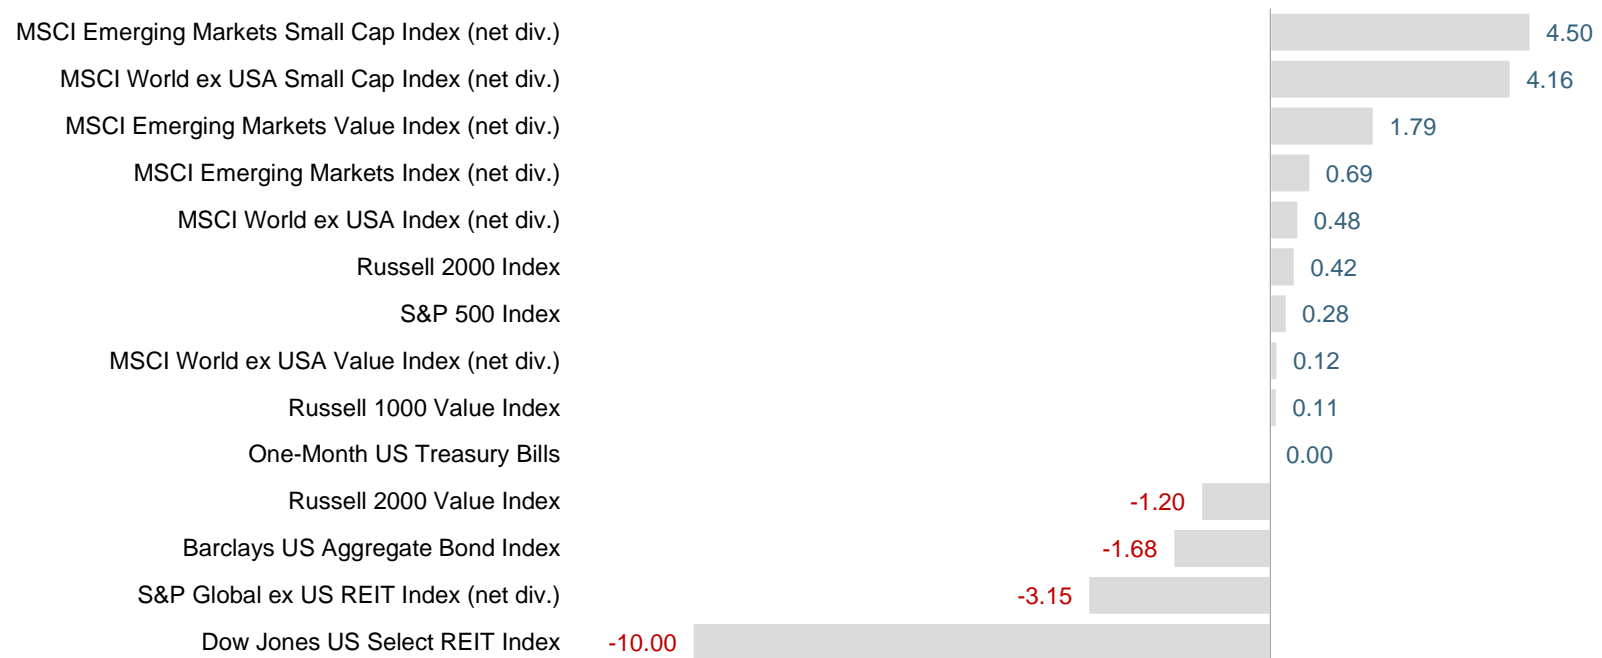 MSCI Emerging Markets Small Cap Index (net div.) 4.50
MSCI World ex USA Small Cap Index (net div.) 4.16
MSCI Emerging Markets Value Index (net div.) 1.79
MSCI Emerging Markets Index (net div.) 0.69
MSCI World ex USA Index (net div.) 0.48
Russell 2000 Index 0.42
S&P 500 Index 0.28
MSCI World ex USA Value Index (net div.) 0.12
Russell 1000 Value Index 0.11
One-Month US Treasury Bills 0.00
Russell 2000 Value Index -1.20
Barclays US Aggregate Bond Index -1.68
S&P Global ex US REIT Index (net div.) -3.15
Dow Jones US Select REIT Index -10.00